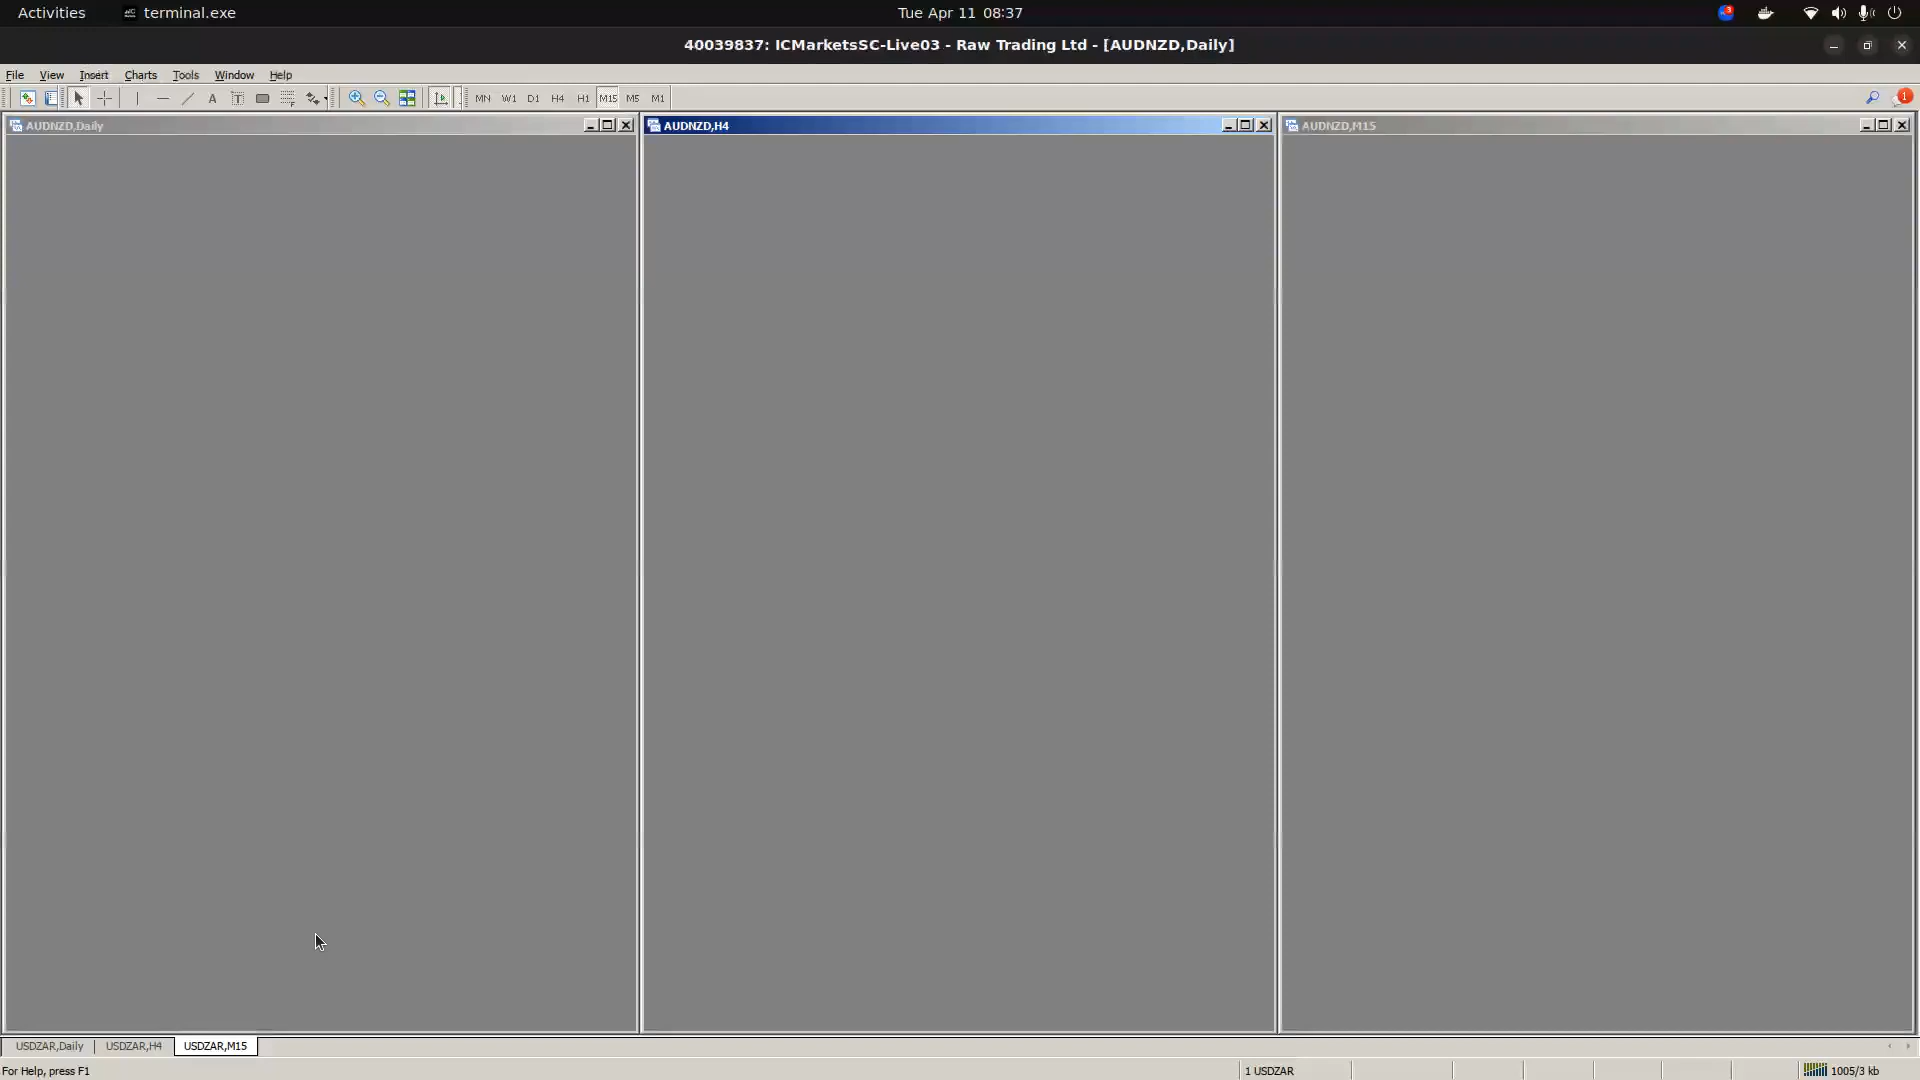 Activities
terminal.exe
Tue Apr 11 08:37
3
40039837: ICMarketsSC-Live03 - Raw Trading Ltd - [AUDNZD,Daily]
File View Insert Charts Tools Window Help
A T MN W1 D1 H4 H1 M15 M5 M1
1
AUDNZD,Daily
AUDNZD,H4
AUDNZD,M15
USDZAR,Daily USDZAR,H4 USDZAR,M15
For Help, press F1
1 USDZAR
1005/3 kb